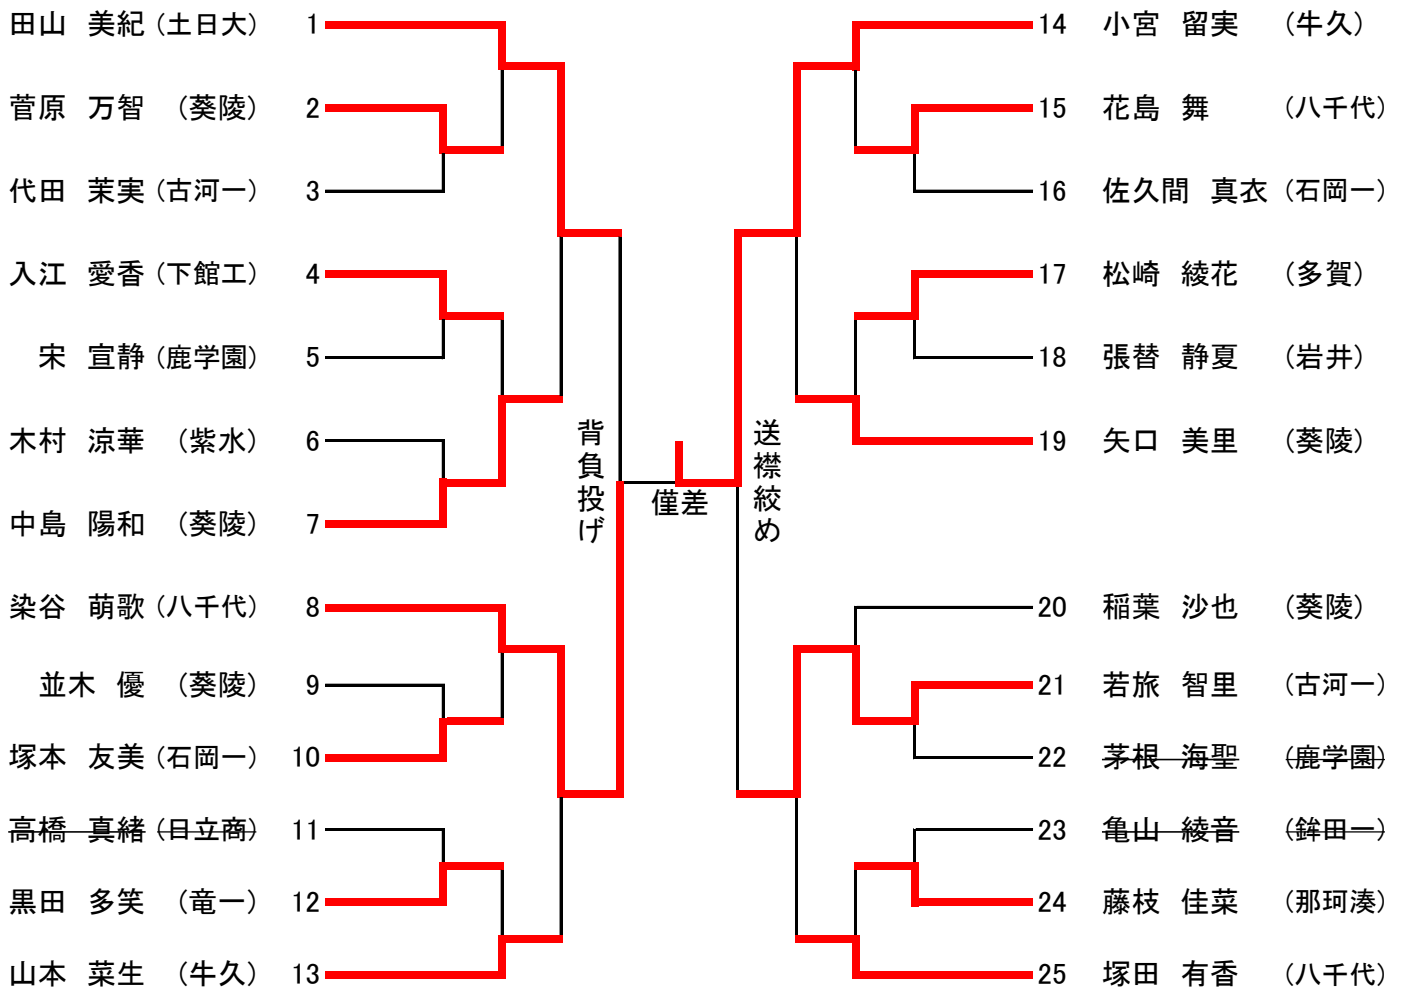 田山 美紀 (土日大) 1
菅原 万智 (葵陵) 2
代田 茉実 (古河一) 3
入江 愛香 (下館工) 4
宋 宣静 (鹿学園) 5
木村 涼華 (紫水) 6
中島 陽和 (葵陵) 7
染谷 萌歌 (八千代) 8
並木 優 (葵陵) 9
塚本 友美 (石岡一) 10
高橋 真緒 (日立商) 11
黒田 多笑 (竜一) 12
山本 菜生 (牛久) 13
背負投げ
僅差
送襟絞め
14 小宮 留実 (牛久)
15 花島 舞 (八千代)
16 佐久間 真衣 (石岡一)
17 松崎 綾花 (多賀)
18 張替 静夏 (岩井)
19 矢口 美里 (葵陵)
20 稲葉 沙也 (葵陵)
21 若旅 智里 (古河一)
22 茅根 海聖 (鹿学園)
23 亀山 綾音 (鉾田一)
24 藤枝 佳菜 (那珂湊)
25 塚田 有香 (八千代)